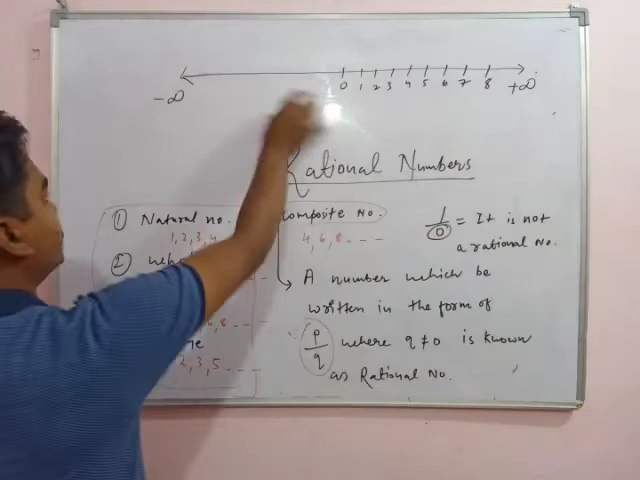 0 1 2 3 4 5 6 7 8
-∞ +∞
Rational Numbers
① Natural no.
1, 2, 3, 4
②
8, - - -
2, 3, 5 - - - -
Composite No.
4, 6, 8 - - -
1/0 = It is not
a rational No.
A number which be
written in the form of
p/q where q≠0 is known
as Rational No.